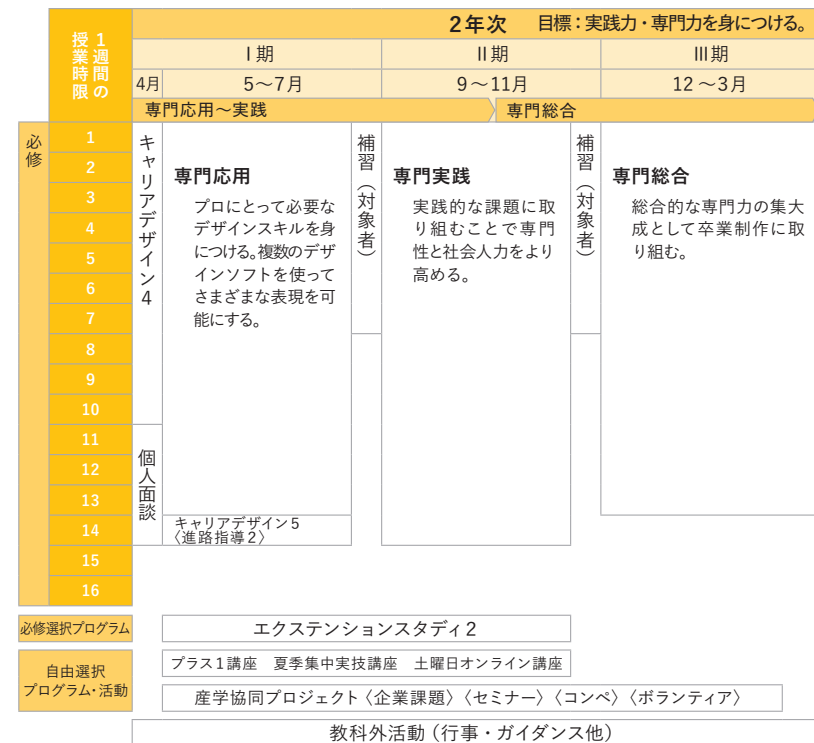 1週間の
授業時限
2年次 目標：実践力・専門力を身につける。
Ⅰ期
Ⅱ期
Ⅲ期
4月
5〜7月
9〜11月
12〜3月
専門応用〜実践
専門総合
必修
1
2
3
4
5
6
7
8
9
10
11
12
13
14
15
16
キャリアデザイン4
個人面談
専門応用
プロにとって必要な
デザインスキルを身
につける。複数のデザ
インソフトを使って
さまざまな表現を可
能にする。
キャリアデザイン5
〈進路指導2〉
補習（対象者）
専門実践
実践的な課題に取
り組むことで専門
性と社会人力をより
高める。
補習（対象者）
専門総合
総合的な専門力の集大
成として卒業制作に取
り組む。
必修選択プログラム
エクステンションスタディ2
自由選択
プログラム・活動
プラス1講座 夏季集中実技講座 土曜日オンライン講座
産学協同プロジェクト〈企業課題〉〈セミナー〉〈コンペ〉〈ボランティア〉
教科外活動（行事・ガイダンス他）